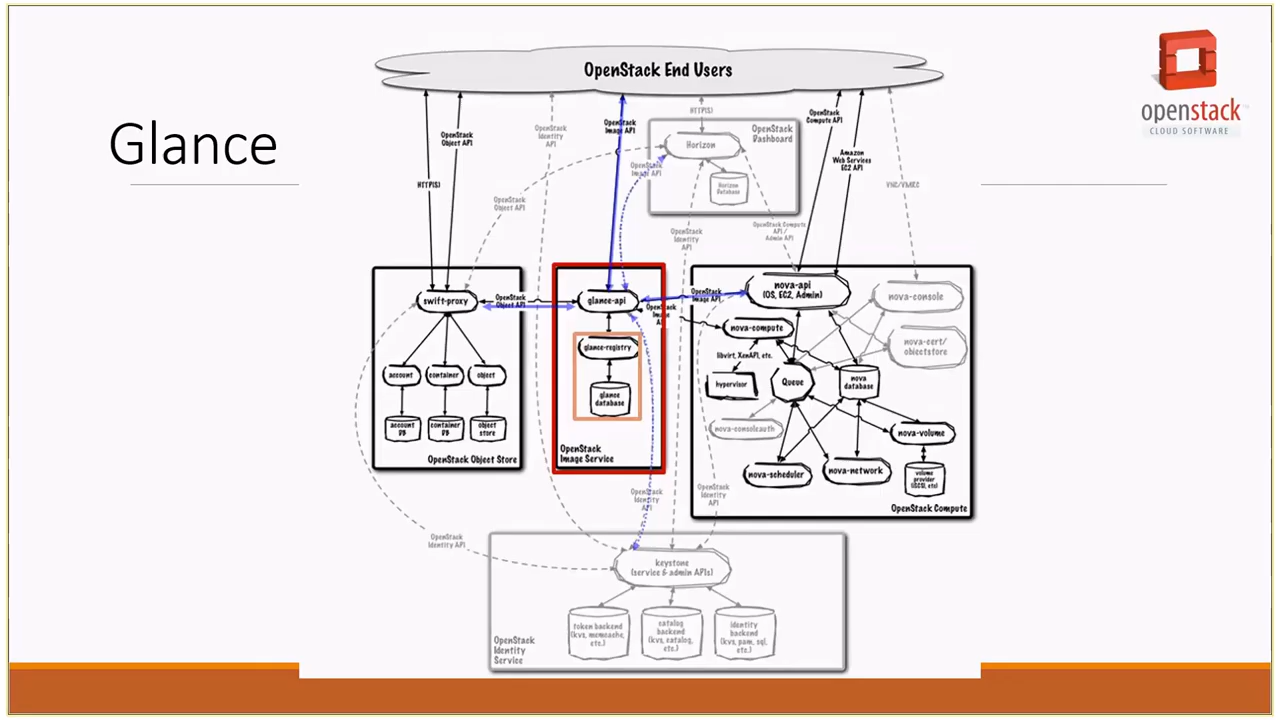 Glance
openstack
CLOUD SOFTWARE
OpenStack End Users
HTTP(S)
OpenStack
Object API
OpenStack
Identity
API
OpenStack
Image API
HTTP(S)
OpenStack
Dashboard
Horizon
Horizon
Database
OpenStack
Image API
OpenStack
Compute API
Amazon
Web Services
EC2 API
VNC/VMRC
OpenStack
Object API
OpenStack
Identity
API
OpenStack Compute
API /
Admin API
swift-proxy
account
container
object
account
DB
container
DB
object
store
OpenStack Object Store
OpenStack
Object API
glance-api
glance-registry
glance
database
OpenStack
Image Service
OpenStack
Image API
OpenStack
Image
nova-api
(OS, EC2, Admin)
nova-console
nova-compute
nova-cert/
objectstore
libvirt, XenAPI, etc.
hypervisor
Queue
nova
database
nova-consoleauth
nova-volume
nova-scheduler
nova-network
volume
provider
(iSCSI, etc)
OpenStack Compute
OpenStack
Identity
API
OpenStack
Identity
API
OpenStack
Identity API
keystone
(service & admin APIs)
token backend
(kvs, memcache,
etc.)
catalog
backend
(kvs, catalog,
etc.)
identity
backend
(kvs, pam, sql,
etc.)
OpenStack
Identity
Service